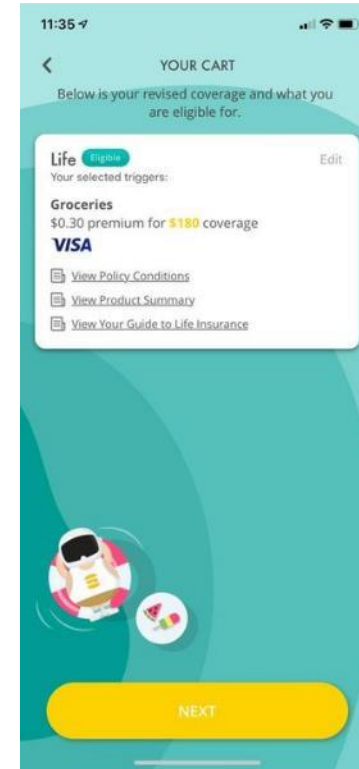 11:35
YOUR CART
Below is your revised coverage and what you
are eligible for.
Life Eligible Edit
Your selected triggers:
Groceries
$0.30 premium for $180 coverage
VISA
View Policy Conditions
View Product Summary
View Your Guide to Life Insurance
NEXT